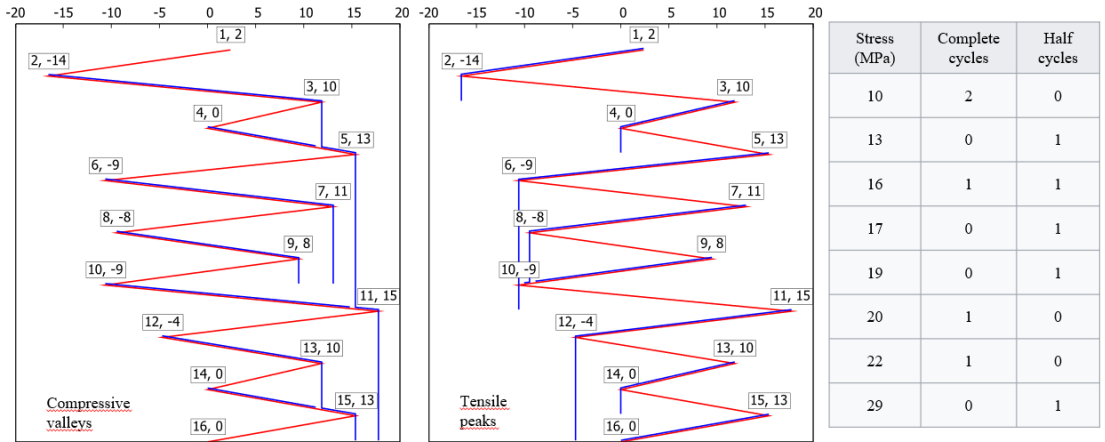 -20 -15 -10 -5 0 5 10 15 20
1, 2
2, -14
3, 10
4, 0
5, 13
6, -9
7, 11
8, -8
9, 8
10, -9
11, 15
12, -4
13, 10
14, 0
15, 13
16, 0
Compressive
valleys
-20 -15 -10 -5 0 5 10 15 20
1, 2
2, -14
3, 10
4, 0
5, 13
6, -9
7, 11
8, -8
9, 8
10, -9
11, 15
12, -4
13, 10
14, 0
15, 13
16, 0
Tensile
peaks
Stress Complete Half
(MPa) cycles cycles
10 2 0
13 0 1
16 1 1
17 0 1
19 0 1
20 1 0
22 1 0
29 0 1